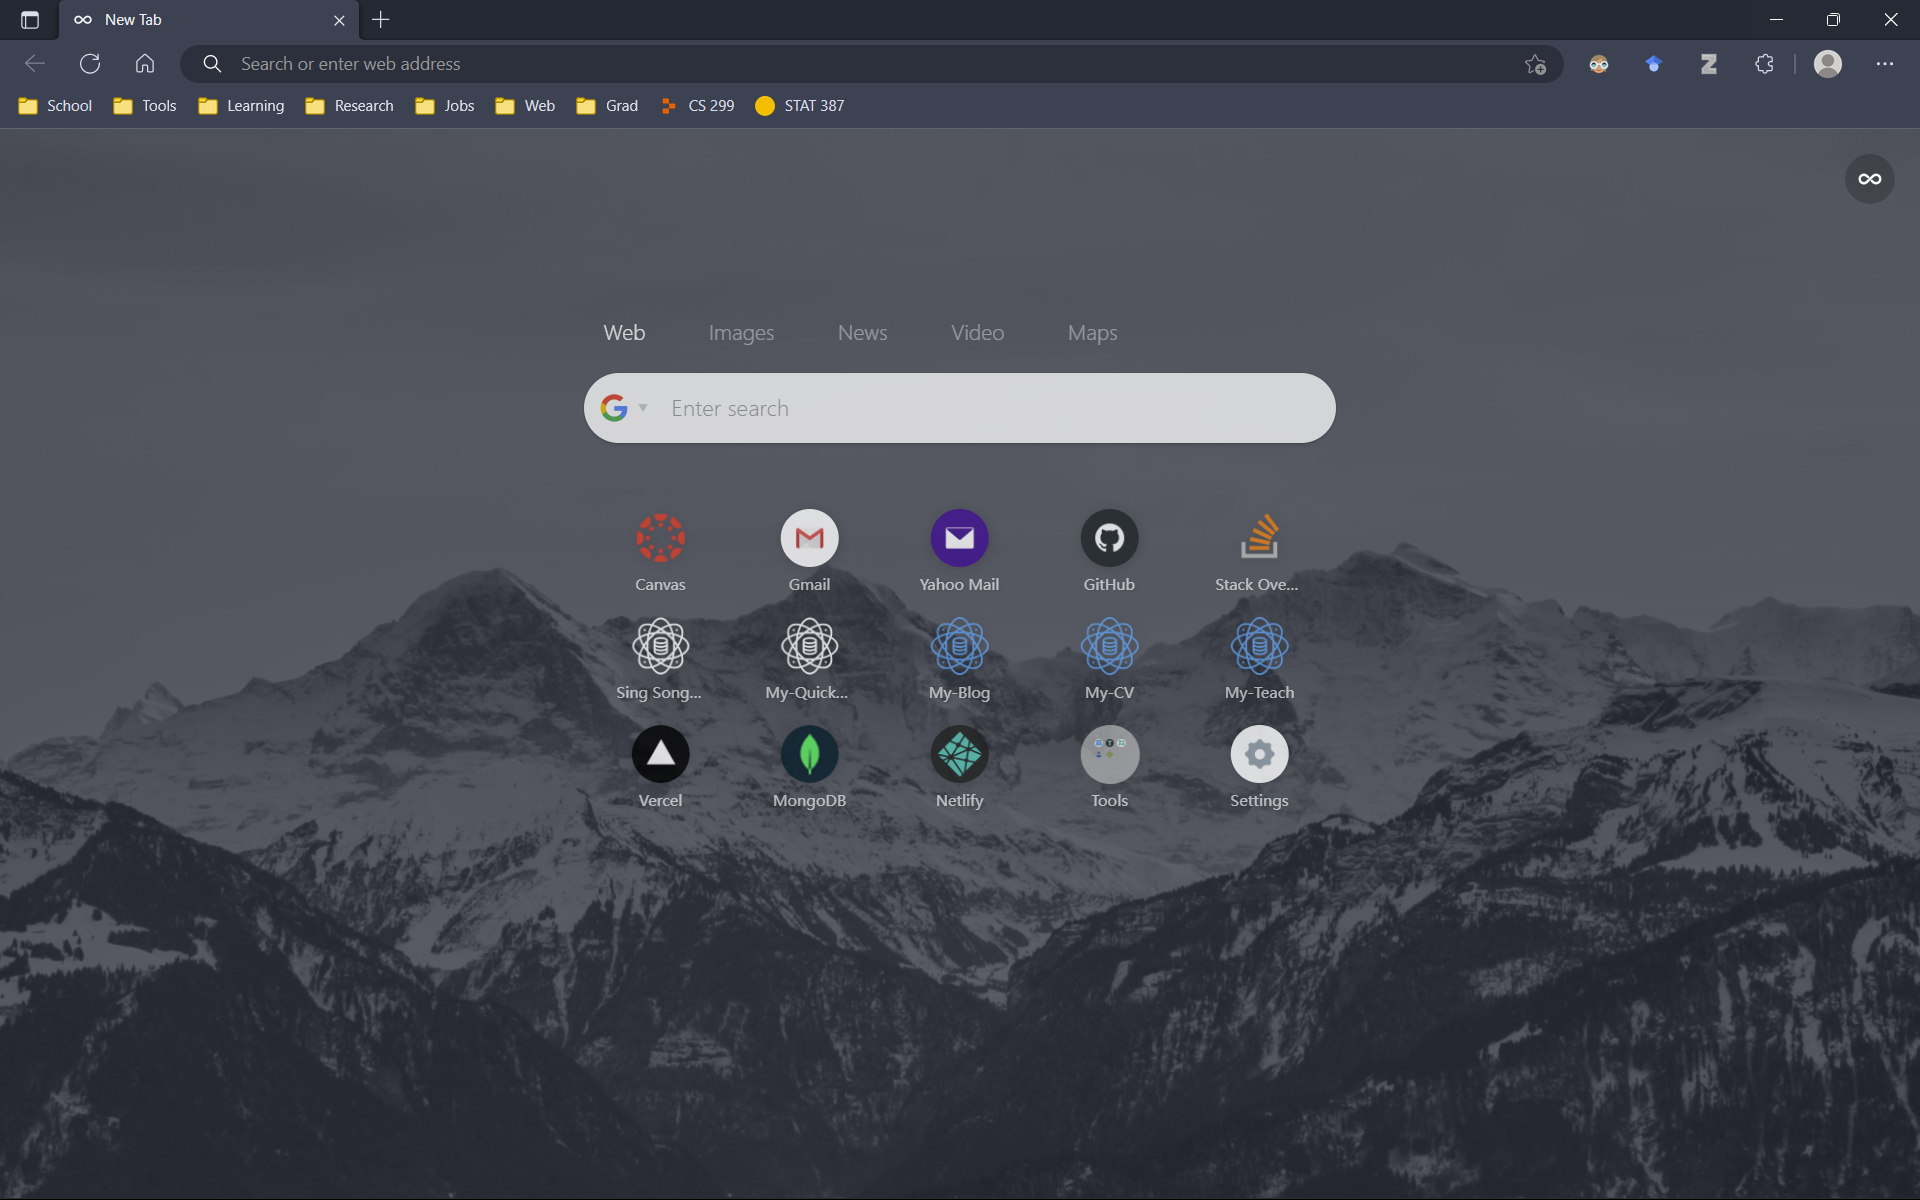 New Tab
Search or enter web address
School Tools Learning Research Jobs Web Grad CS 299 STAT 387
Web Images News Video Maps
Enter search
Canvas Gmail Yahoo Mail GitHub Stack Ove...
Sing Song... My-Quick... My-Blog My-CV My-Teach
Vercel MongoDB Netlify Tools Settings